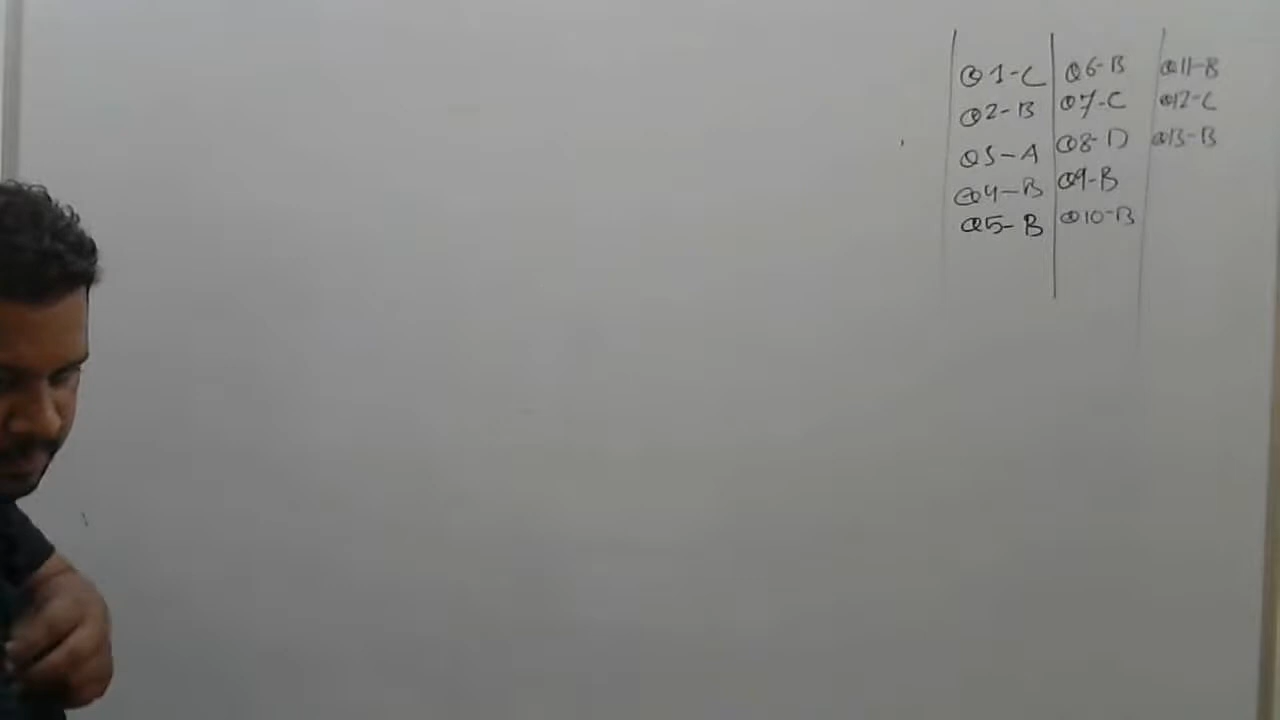 Q1-C
Q2-B
Q3-A
Q4-B
Q5-B
Q6-B
Q7-C
Q8-D
Q9-B
Q10-B
Q11-B
Q12-C
Q13-B